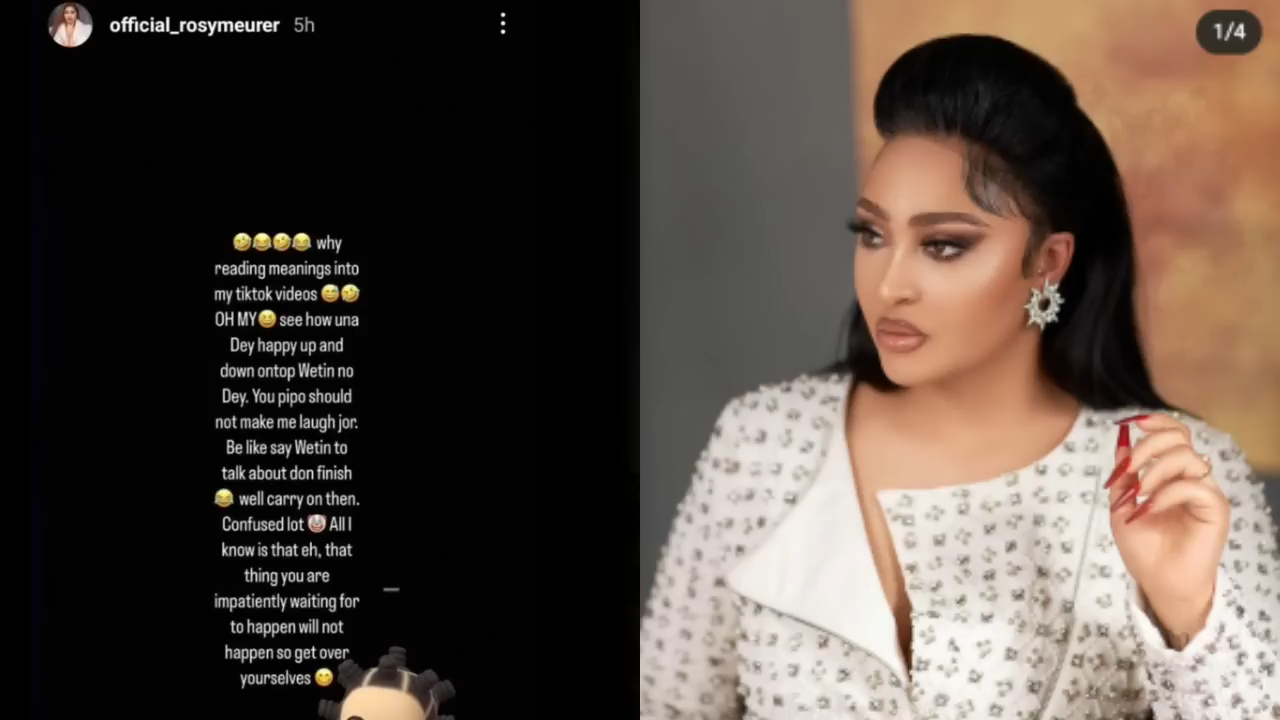 official_rosymeurer 5h
1/4
🤣😂🤣😂 why
reading meanings into
my tiktok videos 😅🤣
OH MY😆 see how una
Dey happy up and
down ontop Wetin no
Dey. You pipo should
not make me laugh jor.
Be like say Wetin to
talk about don finish
😂 well carry on then.
Confused lot 🤡 All I
know is that eh, that
thing you are
impatiently waiting for
to happen will not
happen so get over
yourselves 😊